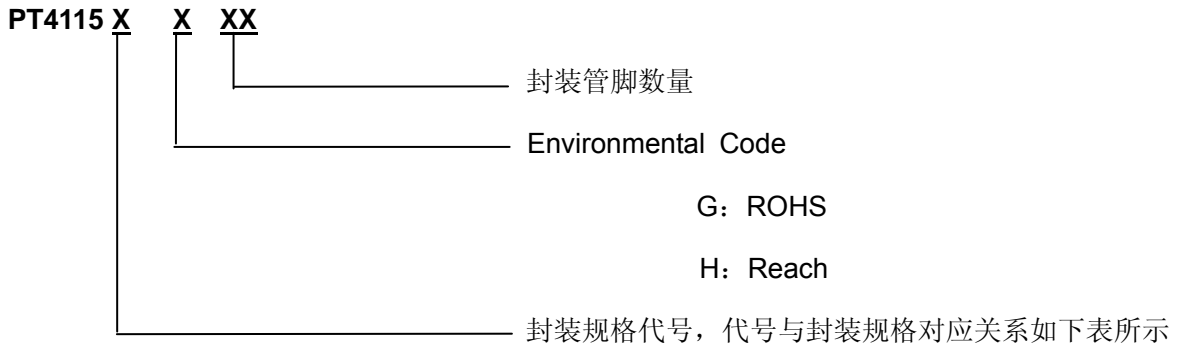 PT4115 X X XX
封装管脚数量
Environmental Code
G：ROHS
H：Reach
封装规格代号，代号与封装规格对应关系如下表所示